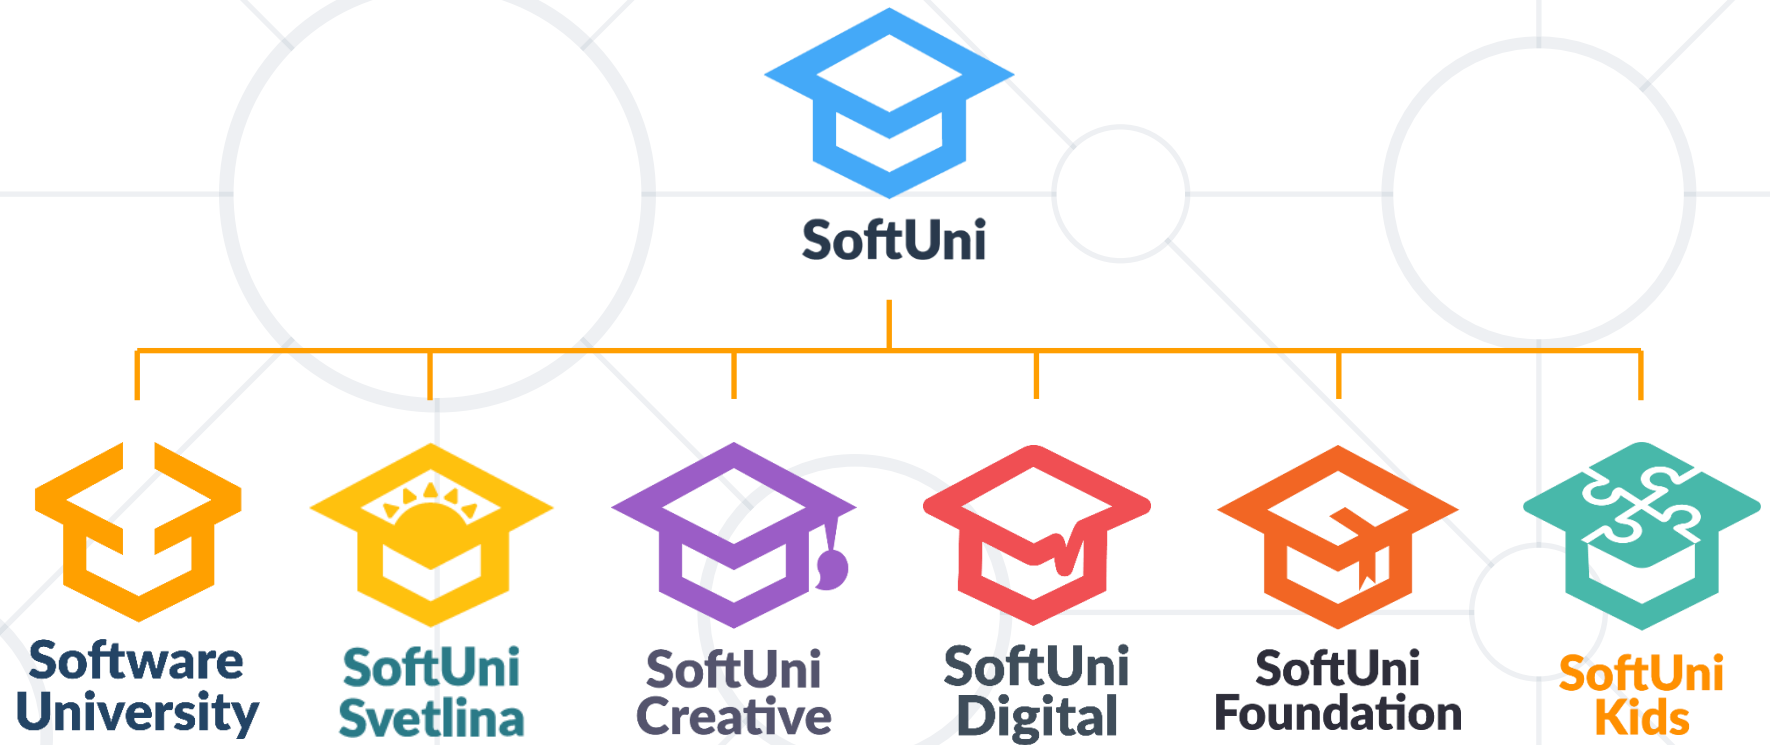 SoftUni
Software
University
SoftUni
Svetlina
SoftUni
Creative
SoftUni
Digital
SoftUni
Foundation
SoftUni
Kids